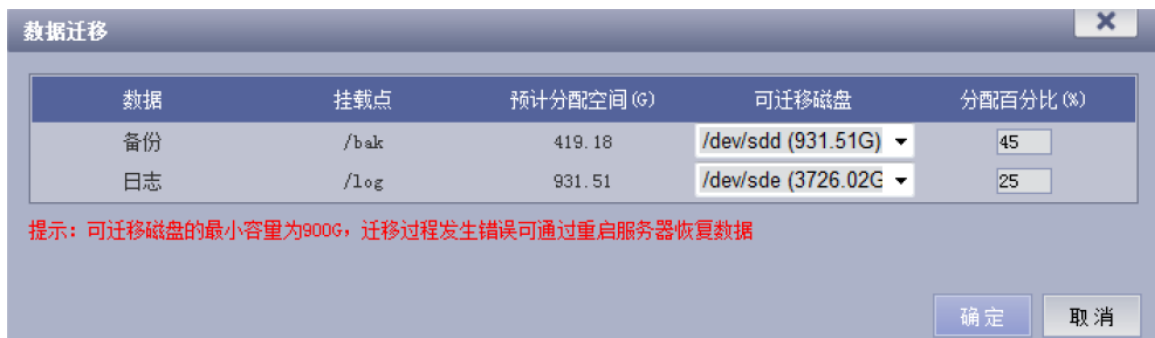 数据迁移
数据 挂载点 预计分配空间(G) 可迁移磁盘 分配百分比(%)
备份 /bak 419.18 /dev/sdd (931.51G) 45
日志 /log 931.51 /dev/sde (3726.02G 25
提示：可迁移磁盘的最小容里为900G，迁移过程发生错误可通过重启服务器恢复数据
确定 取消